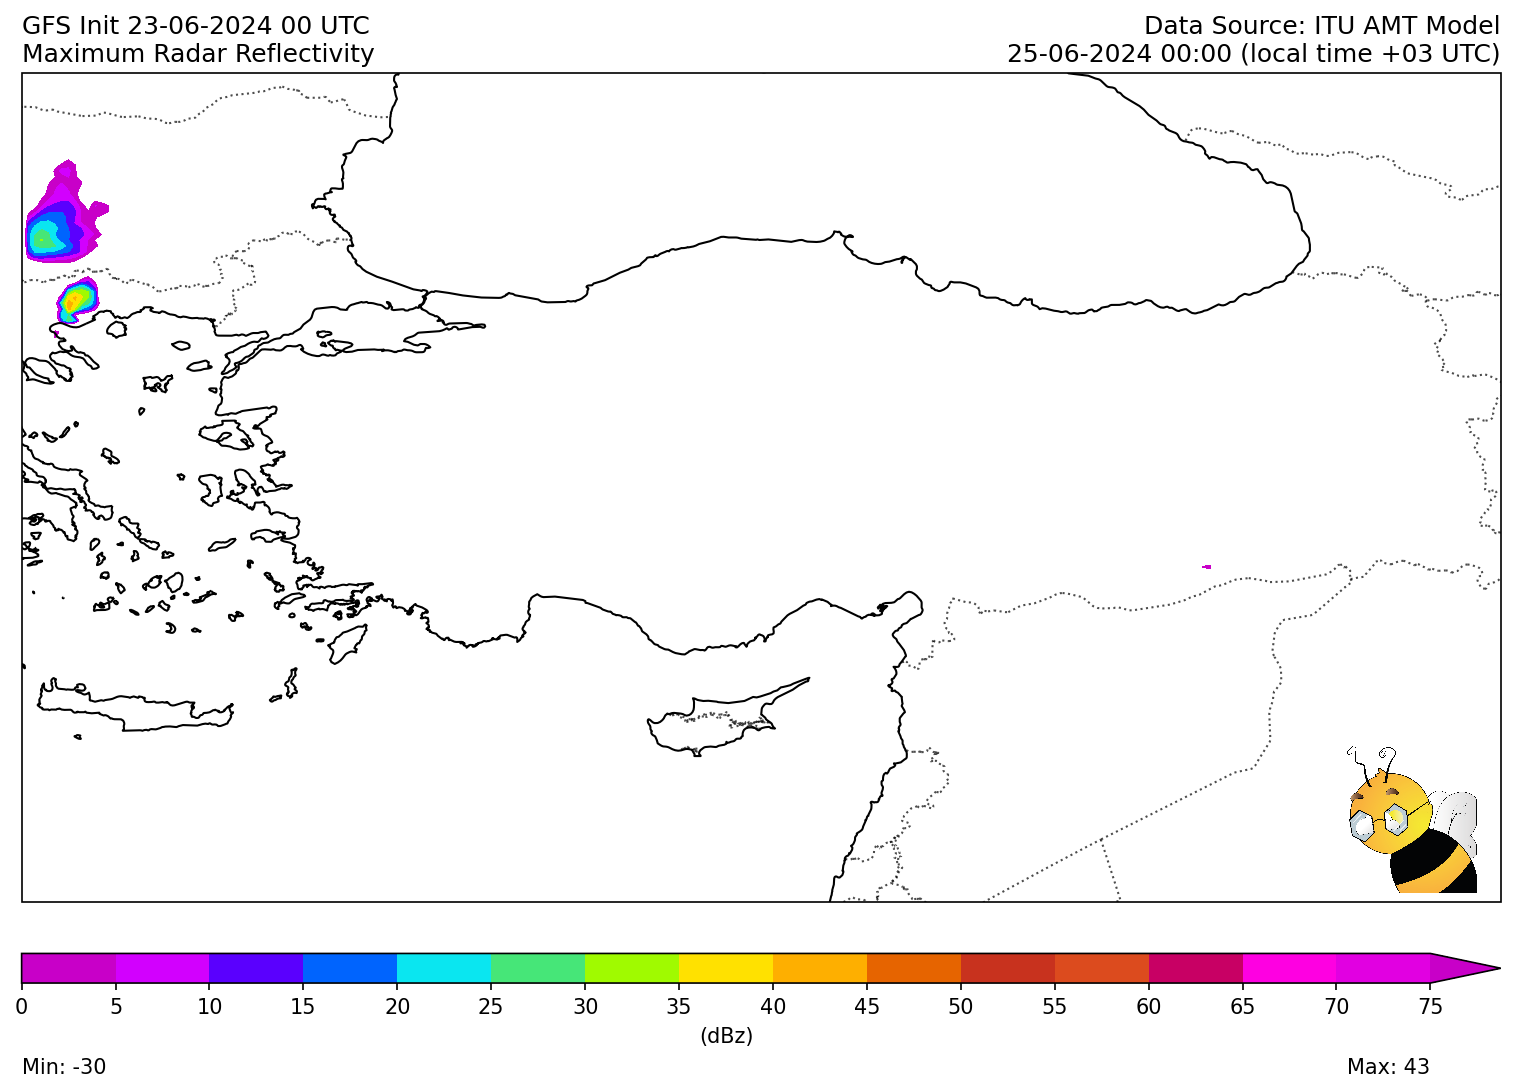 GFS Init 23-06-2024 00 UTC
Maximum Radar Reflectivity
Data Source: ITU AMT Model
25-06-2024 00:00 (local time +03 UTC)
0 5 10 15 20 25 30 35 40 45 50 55 60 65 70 75
(dBz)
Min: -30
Max: 43